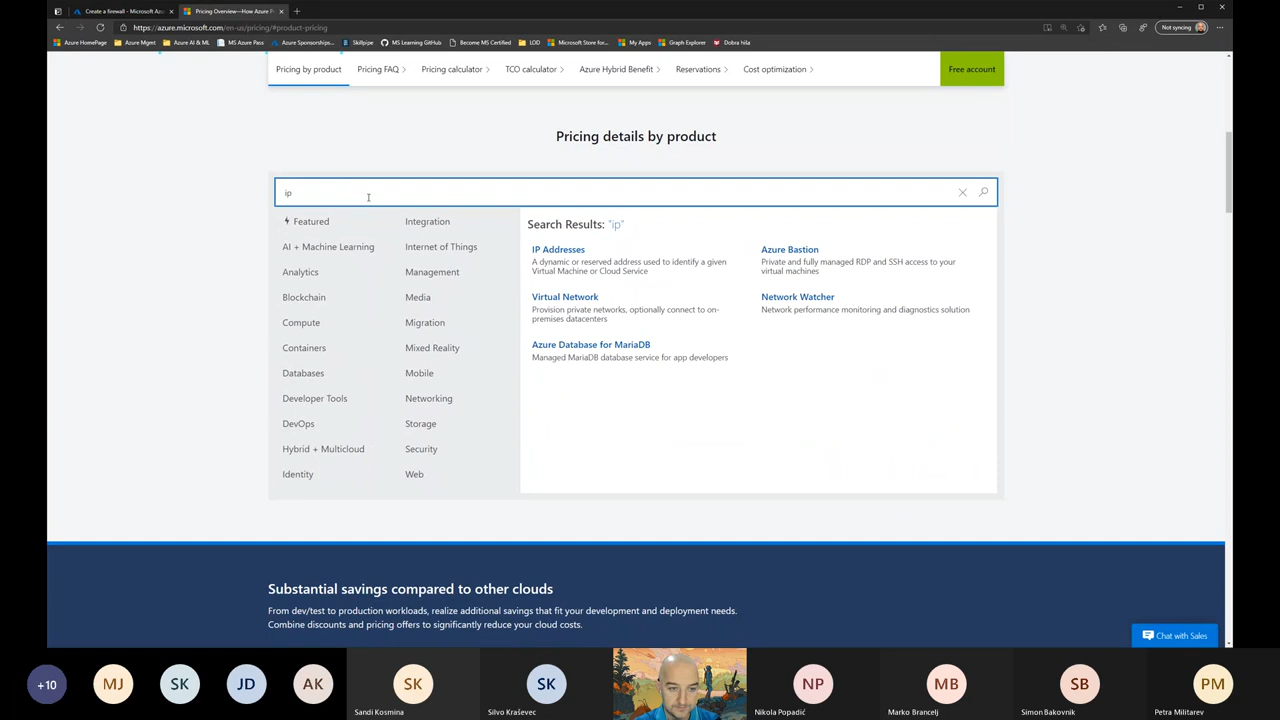 Create a firewall - Microsoft Azu
Pricing Overview—How Azure P
https://azure.microsoft.com/en-us/pricing/#product-pricing
Not syncing
Azure HomePage
Azure Mgmt
Azure AI & ML
MS Azure Pass
Azure Sponsorships...
Skillpipe
MS Learning GitHub
Become MS Certified
LOD
Microsoft Store for...
My Apps
Graph Explorer
Dobra hila
Pricing by product
Pricing FAQ
Pricing calculator
TCO calculator
Azure Hybrid Benefit
Reservations
Cost optimization
Free account
Pricing details by product
ip
Featured
AI + Machine Learning
Analytics
Blockchain
Compute
Containers
Databases
Developer Tools
DevOps
Hybrid + Multicloud
Identity
Integration
Internet of Things
Management
Media
Migration
Mixed Reality
Mobile
Networking
Storage
Security
Web
Search Results: "ip"
IP Addresses
A dynamic or reserved address used to identify a given
Virtual Machine or Cloud Service
Virtual Network
Provision private networks, optionally connect to on-
premises datacenters
Azure Database for MariaDB
Managed MariaDB database service for app developers
Azure Bastion
Private and fully managed RDP and SSH access to your
virtual machines
Network Watcher
Network performance monitoring and diagnostics solution
Substantial savings compared to other clouds
From dev/test to production workloads, realize additional savings that fit your development and deployment needs.
Combine discounts and pricing offers to significantly reduce your cloud costs.
Chat with Sales
+10
MJ
SK
JD
AK
SK
Sandi Kosmina
SK
Silvo Kraševec
NP
Nikola Popadić
MB
Marko Brancelj
SB
Simon Bakovnik
PM
Petra Militarev